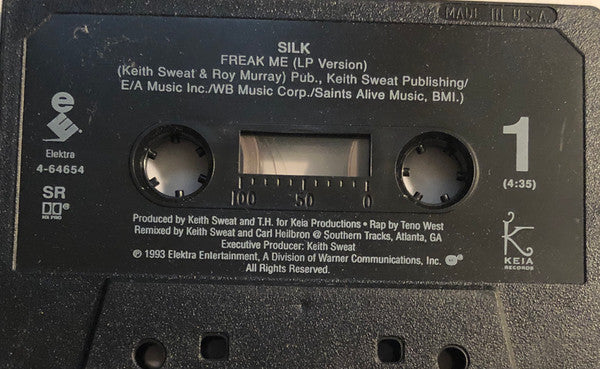 MADE IN U.S.A.
SILK
FREAK ME (LP Version)
(Keith Sweat & Roy Murray) Pub., Keith Sweat Publishing/
E/A Music Inc./WB Music Corp./Saints Alive Music, BMI.)
Elektra
4-64654
SR
HX PRO
1
(4:35)
100 50 0
Produced by Keith Sweat and T.H. for Keia Productions • Rap by Teno West
Remixed by Keith Sweat and Carl Heilbron @ Southern Tracks, Atlanta, GA
Executive Producer: Keith Sweat
℗ 1993 Elektra Entertainment, A Division of Warner Communications, Inc.
All Rights Reserved.
K
KEIA
RECORDS